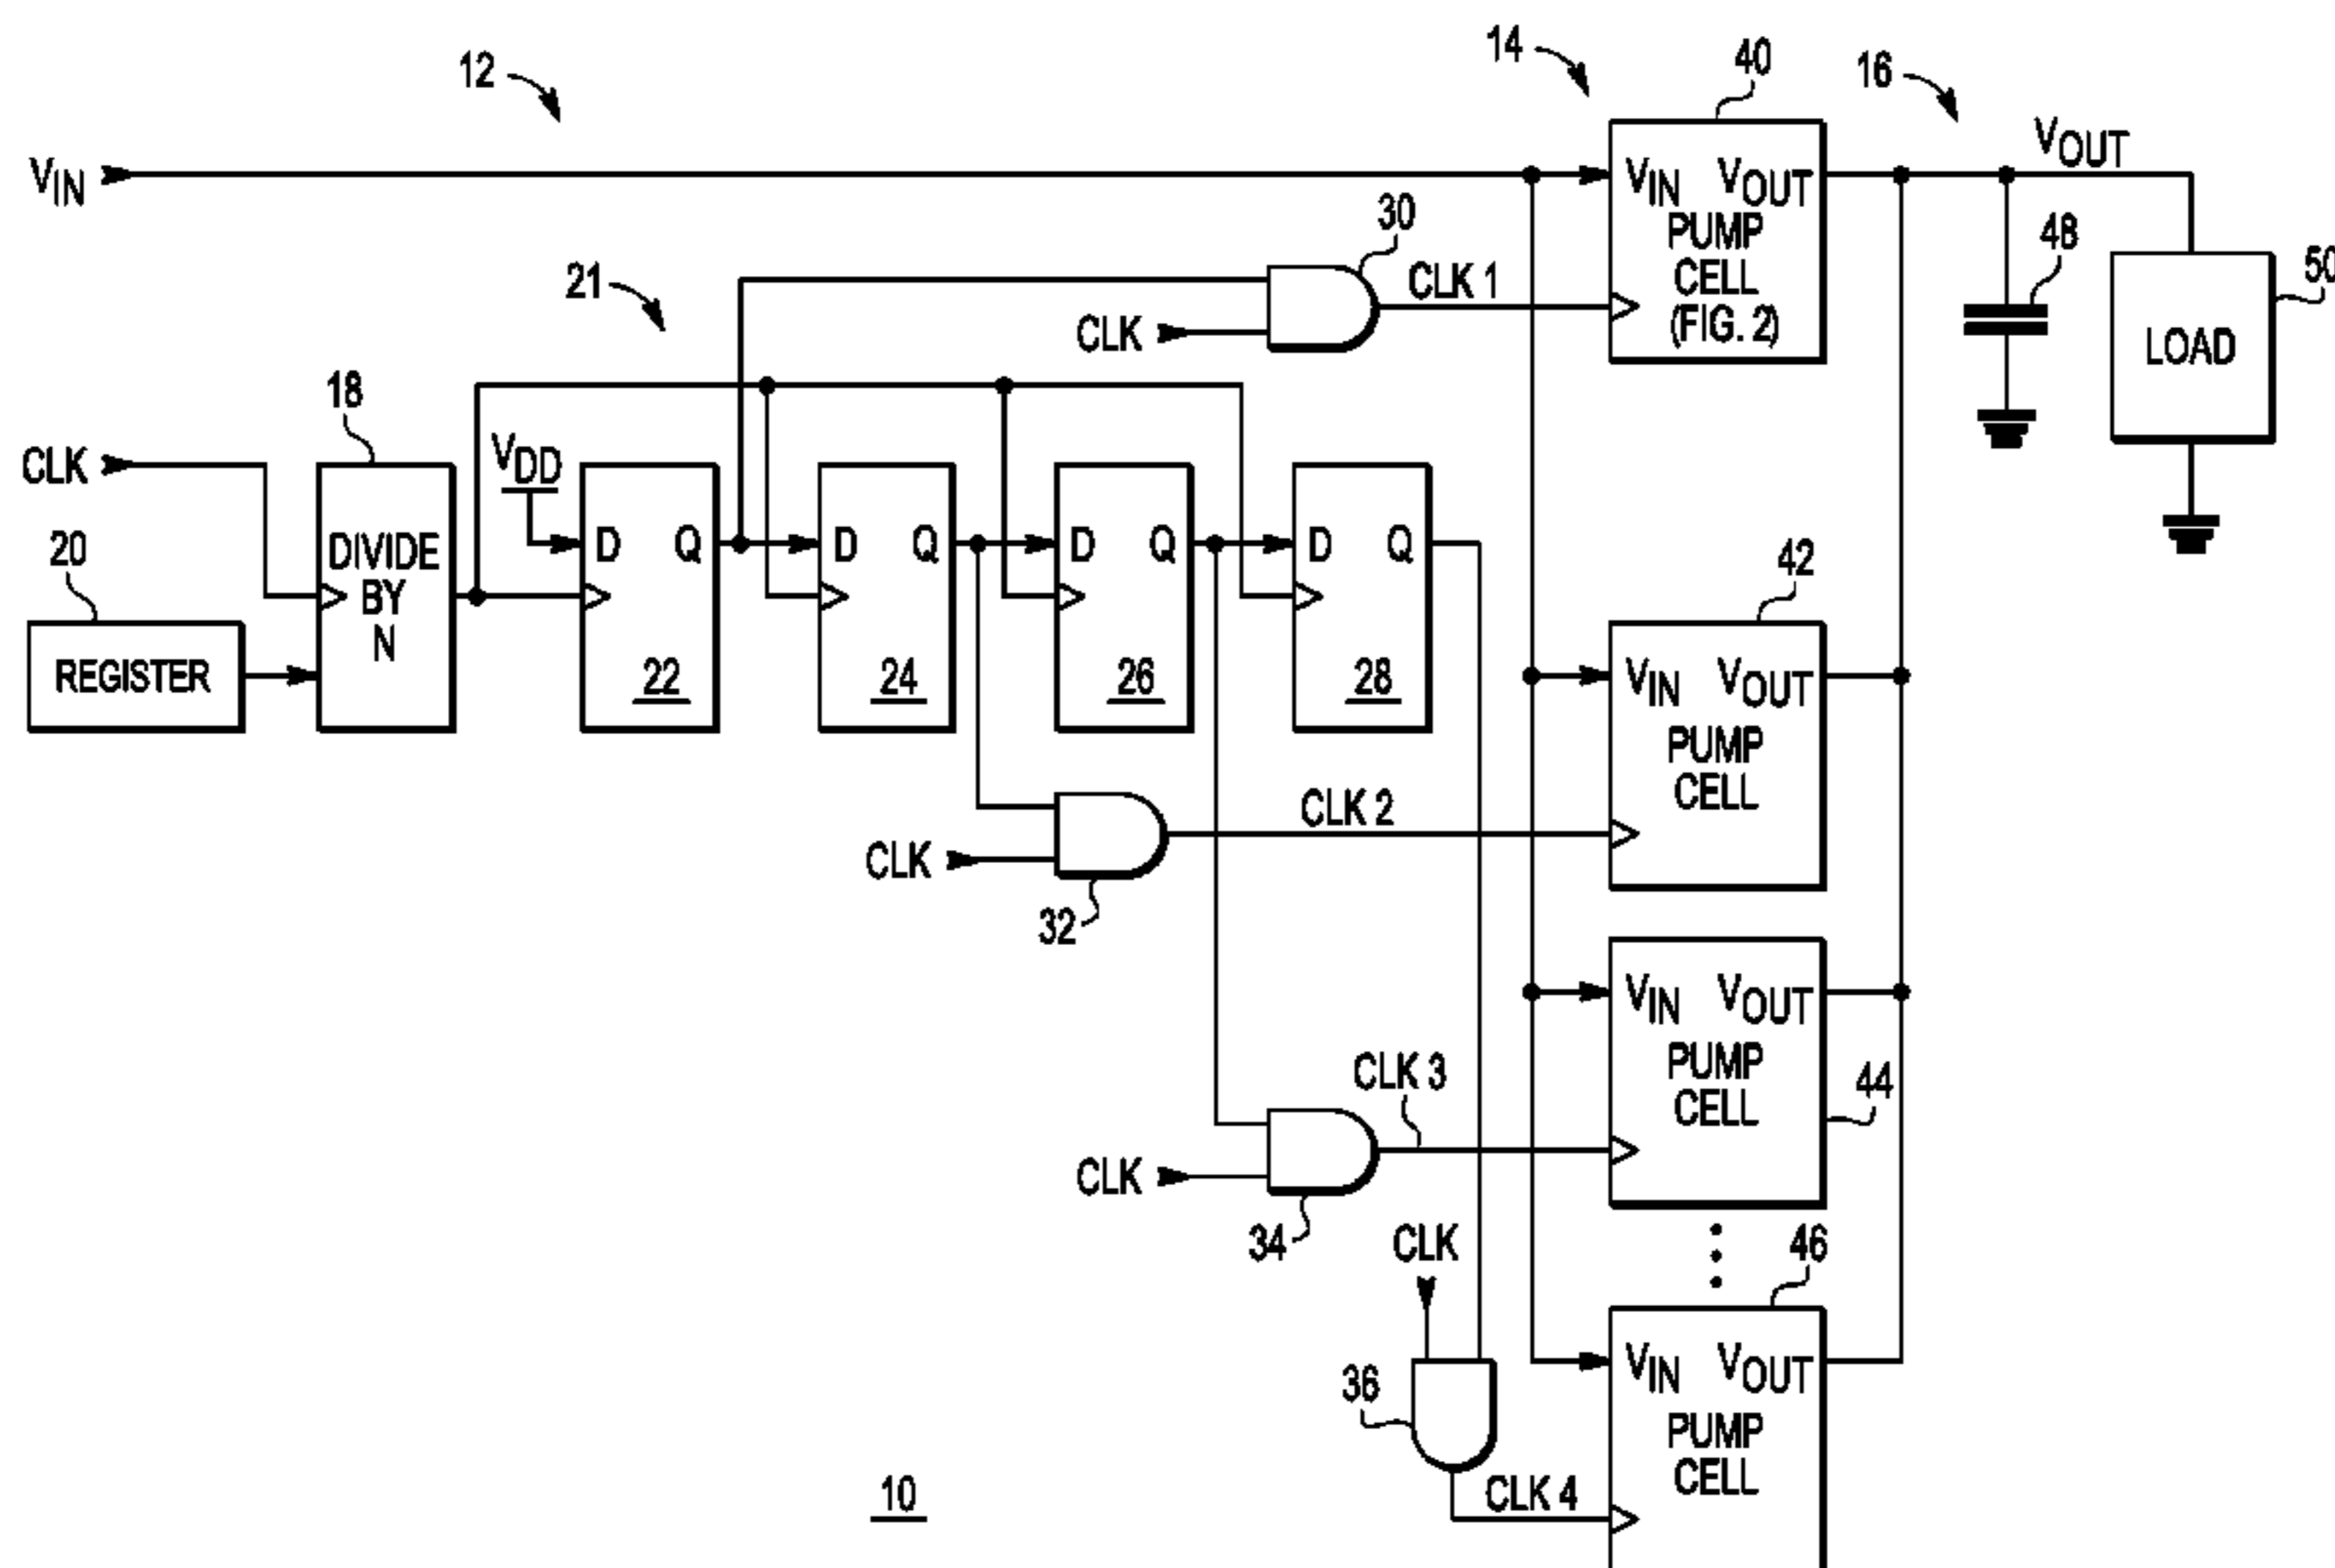 12
14
40
16
VIN
VIN VOUT
PUMP
CELL
(FIG. 2)
VOUT
30
CLK 1
CLK
48
50
LOAD
21
18
CLK
VDD
DIVIDE
BY
N
20
REGISTER
D Q
22
D Q
24
D Q
26
D Q
28
42
VIN VOUT
PUMP
CELL
CLK 2
CLK
32
VIN VOUT
PUMP
CELL
44
CLK 3
CLK
34
CLK
46
36
VIN VOUT
PUMP
CELL
CLK 4
10